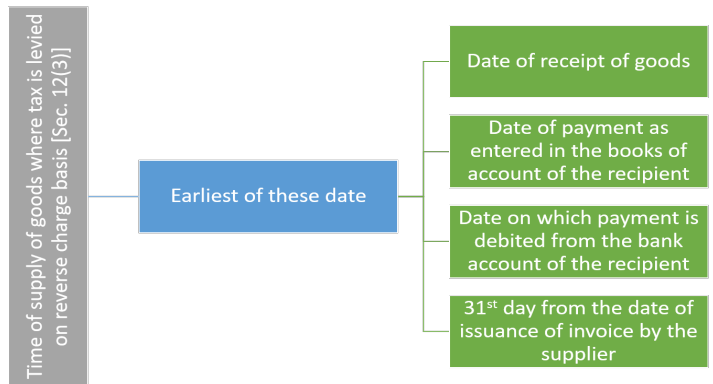 Time of supply of goods where tax is levied
on reverse charge basis [Sec. 12(3)]
Earliest of these date
Date of receipt of goods
Date of payment as
entered in the books of
account of the recipient
Date on which payment is
debited from the bank
account of the recipient
31st day from the date of
issuance of invoice by the
supplier